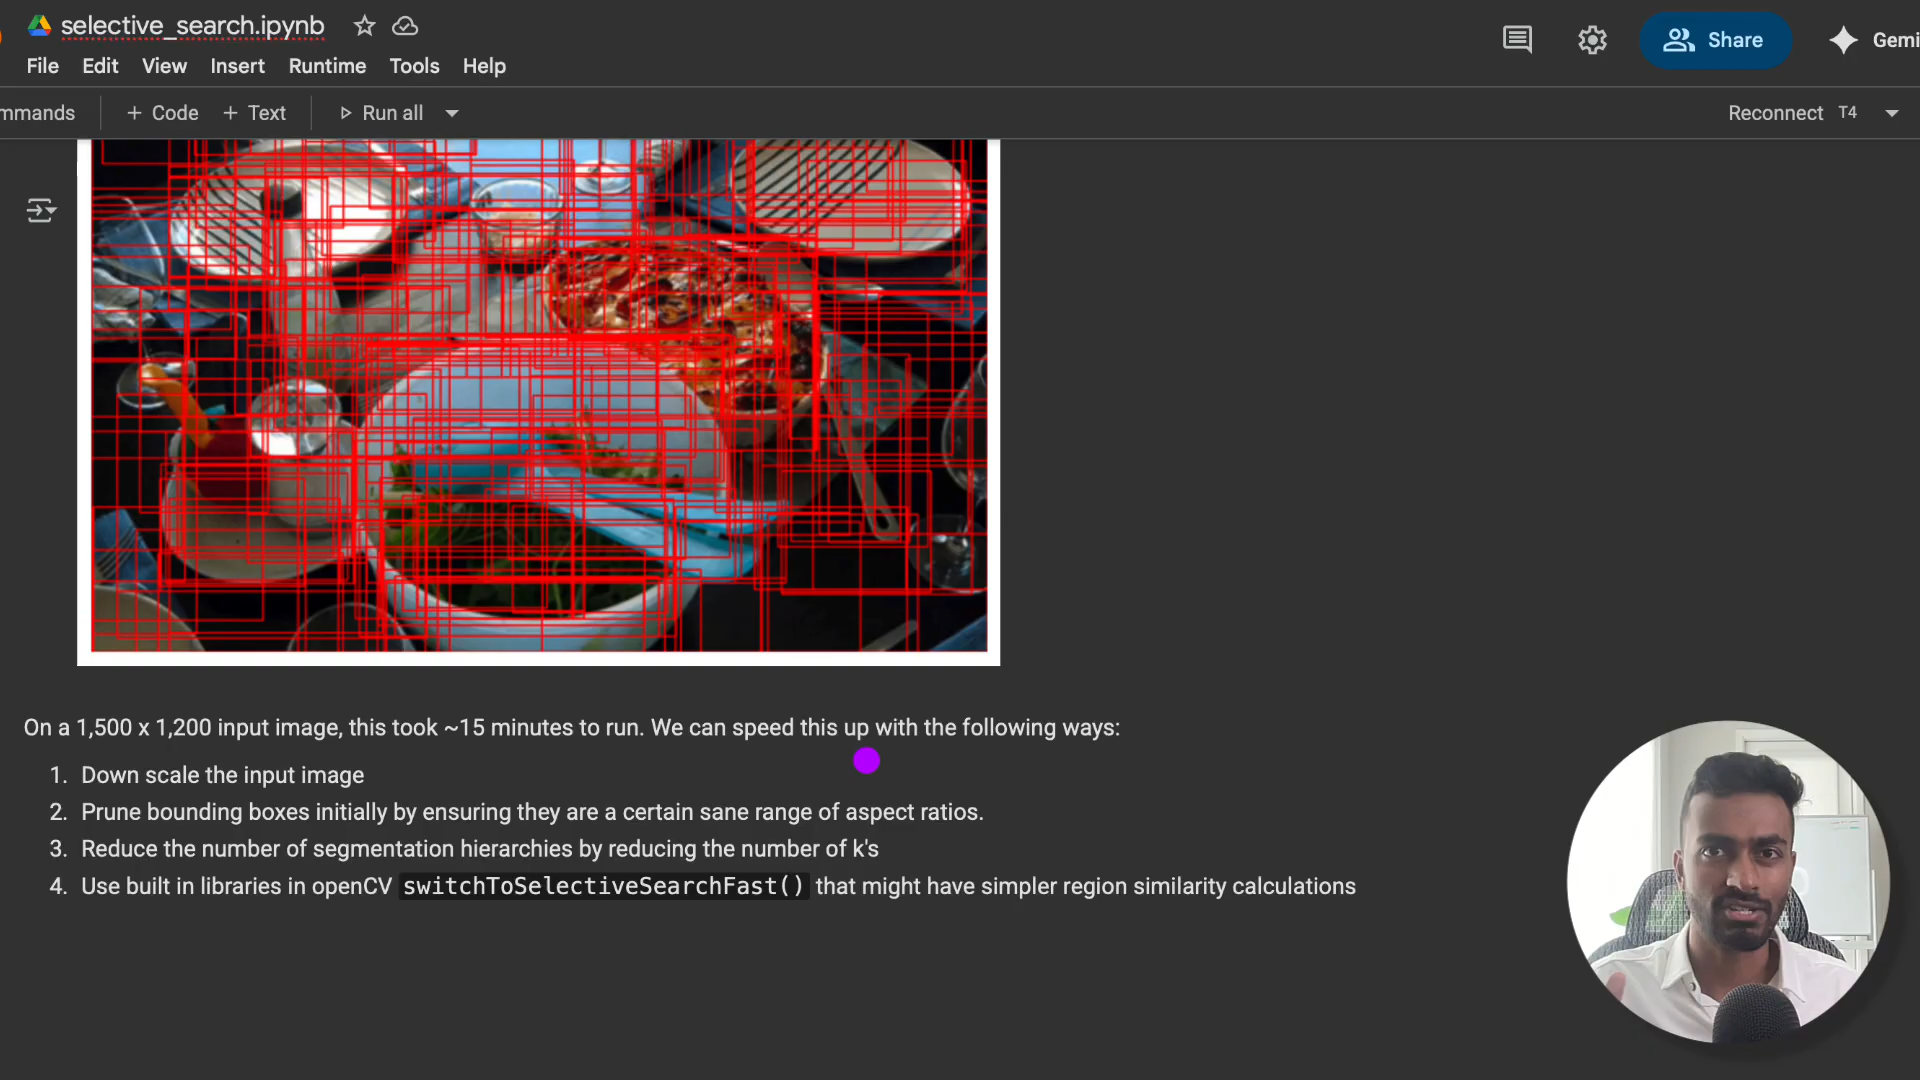 selective_search.ipynb
Share
Gemi
File Edit View Insert Runtime Tools Help
mmands + Code + Text Run all
Reconnect T4
On a 1,500 x 1,200 input image, this took ~15 minutes to run. We can speed this up with the following ways:
1. Down scale the input image
2. Prune bounding boxes initially by ensuring they are a certain sane range of aspect ratios.
3. Reduce the number of segmentation hierarchies by reducing the number of k's
4. Use built in libraries in openCV switchToSelectiveSearchFast() that might have simpler region similarity calculations